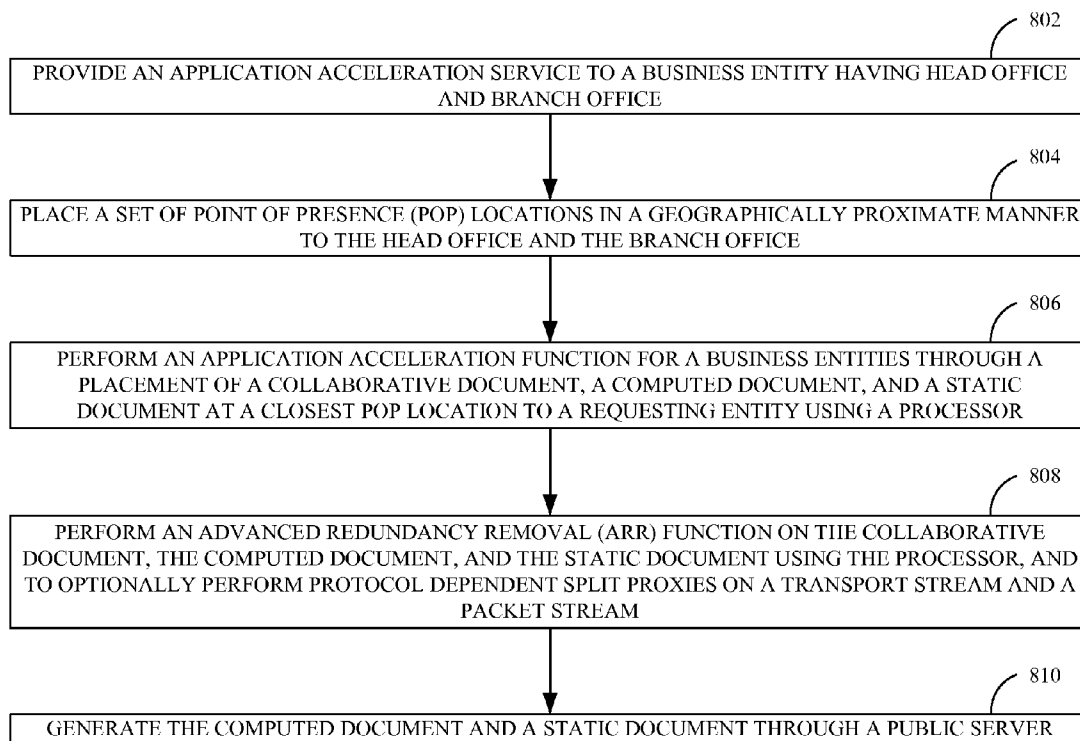 802
PROVIDE AN APPLICATION ACCELERATION SERVICE TO A BUSINESS ENTITY HAVING HEAD OFFICE
AND BRANCH OFFICE
804
PLACE A SET OF POINT OF PRESENCE (POP) LOCATIONS IN A GEOGRAPHICALLY PROXIMATE MANNER
TO THE HEAD OFFICE AND THE BRANCH OFFICE
806
PERFORM AN APPLICATION ACCELERATION FUNCTION FOR A BUSINESS ENTITIES THROUGH A
PLACEMENT OF A COLLABORATIVE DOCUMENT, A COMPUTED DOCUMENT, AND A STATIC
DOCUMENT AT A CLOSEST POP LOCATION TO A REQUESTING ENTITY USING A PROCESSOR
808
PERFORM AN ADVANCED REDUNDANCY REMOVAL (ARR) FUNCTION ON THE COLLABORATIVE
DOCUMENT, THE COMPUTED DOCUMENT, AND THE STATIC DOCUMENT USING THE PROCESSOR, AND
TO OPTIONALLY PERFORM PROTOCOL DEPENDENT SPLIT PROXIES ON A TRANSPORT STREAM AND A
PACKET STREAM
810
GENERATE THE COMPUTED DOCUMENT AND A STATIC DOCUMENT THROUGH A PUBLIC SERVER